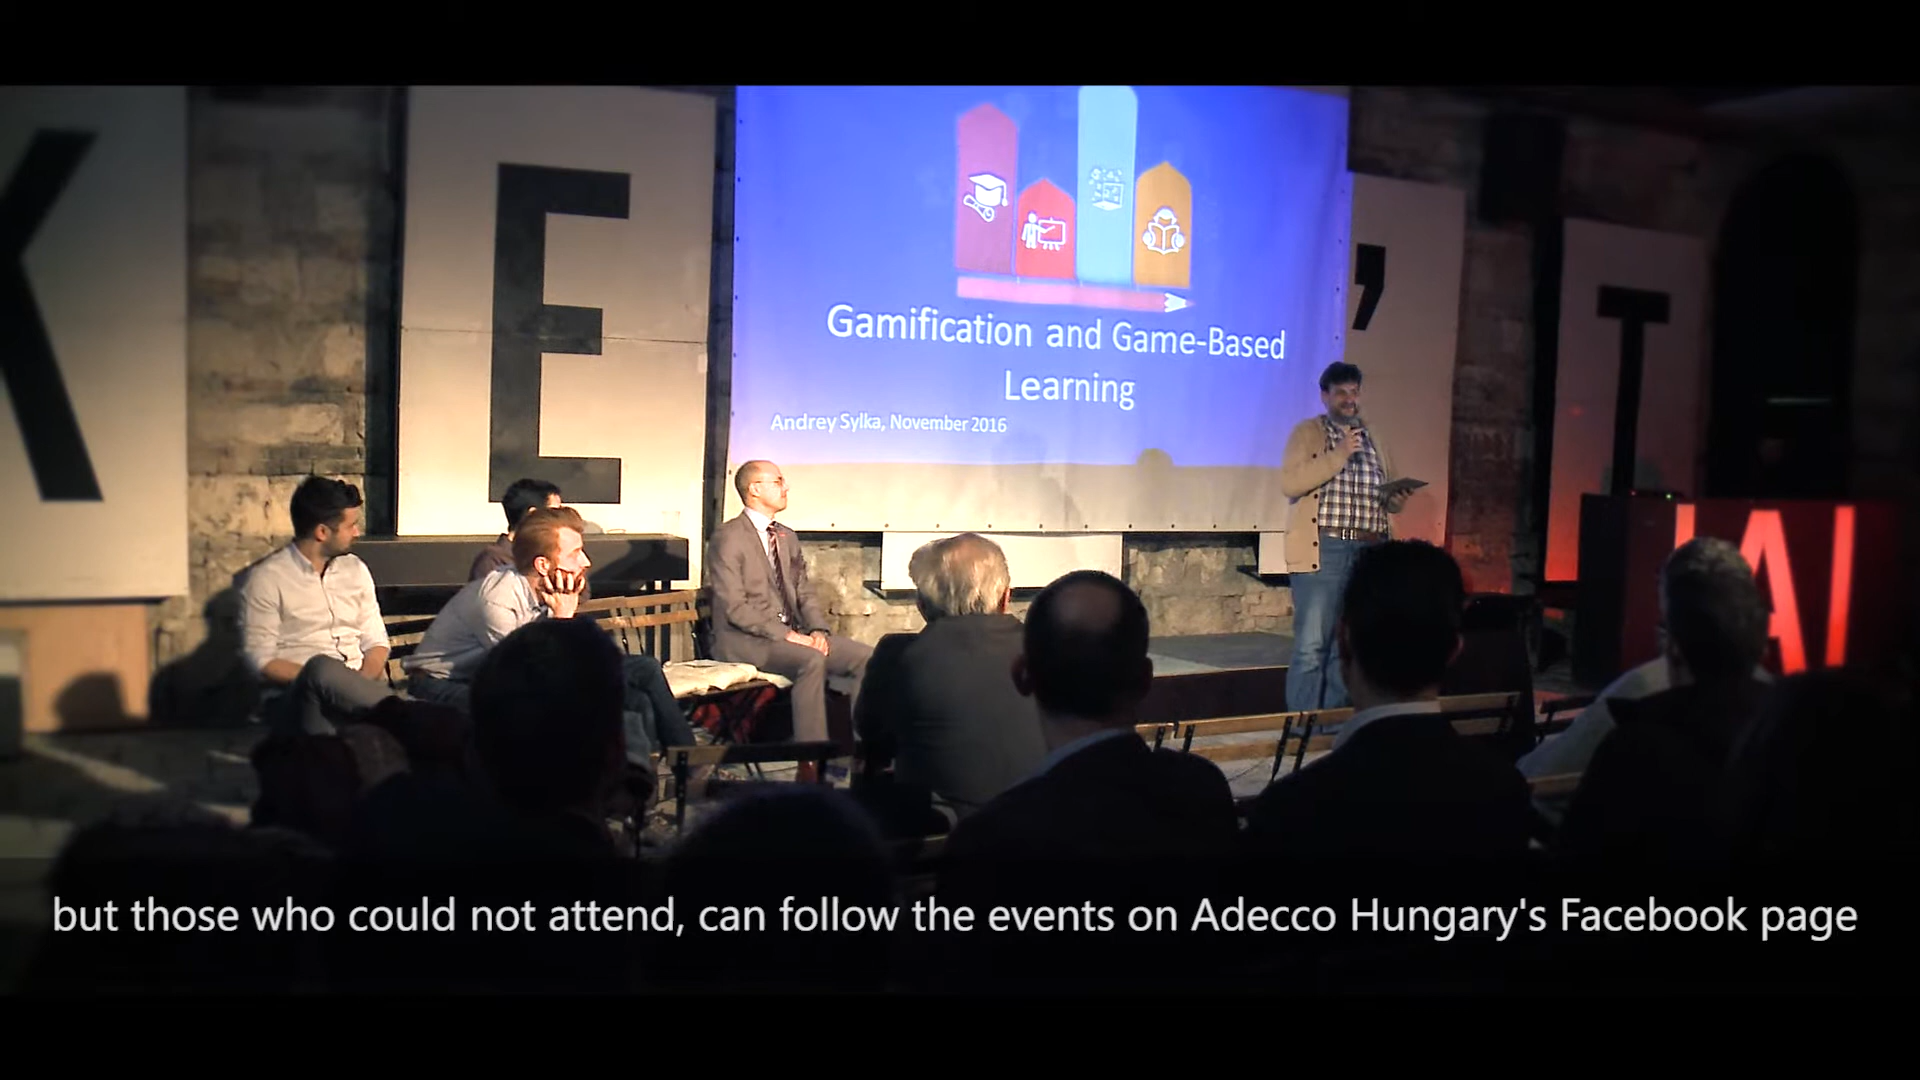 K
E
’
T
Gamification and Game-Based
Learning
Andrey Sylka, November 2016
but those who could not attend, can follow the events on Adecco Hungary's Facebook page